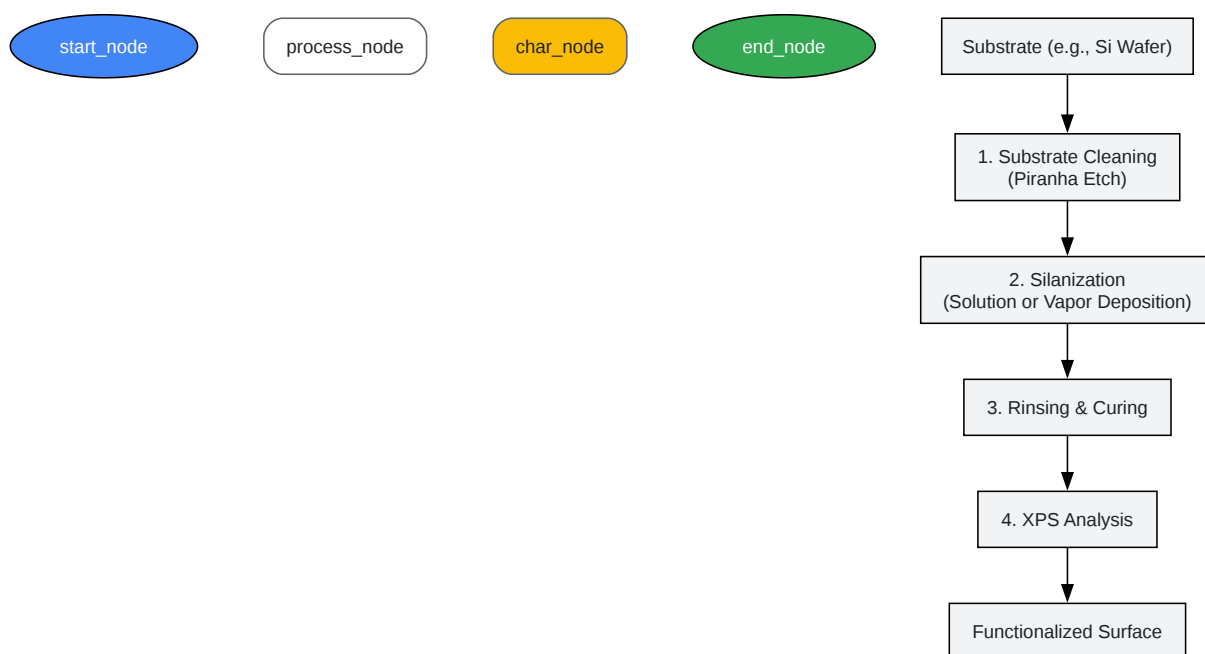 start_node
process_node
char_node
end_node
Substrate (e.g., Si Wafer)
1. Substrate Cleaning
(Piranha Etch)
2. Silanization
(Solution or Vapor Deposition)
3. Rinsing & Curing
4. XPS Analysis
Functionalized Surface